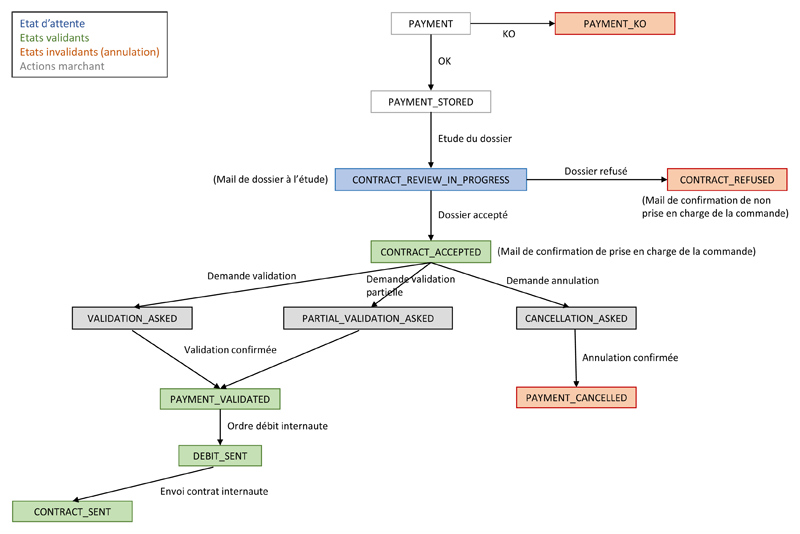 Etat d'attente
Etats validants
Etats invalidants (annulation)
Actions marchant
PAYMENT
KO
PAYMENT_KO
OK
PAYMENT_STORED
Etude du dossier
(Mail de dossier à l'étude)
CONTRACT_REVIEW_IN_PROGRESS
Dossier refusé
CONTRACT_REFUSED
(Mail de confirmation de non
prise en charge de la commande)
Dossier accepté
CONTRACT_ACCEPTED
(Mail de confirmation de prise en charge de la commande)
Demande validation
Demande validation
partielle
Demande annulation
VALIDATION_ASKED
PARTIAL_VALIDATION_ASKED
CANCELLATION_ASKED
Validation confirmée
Annulation confirmée
PAYMENT_VALIDATED
PAYMENT_CANCELLED
Ordre débit internaute
DEBIT_SENT
Envoi contrat internaute
CONTRACT_SENT